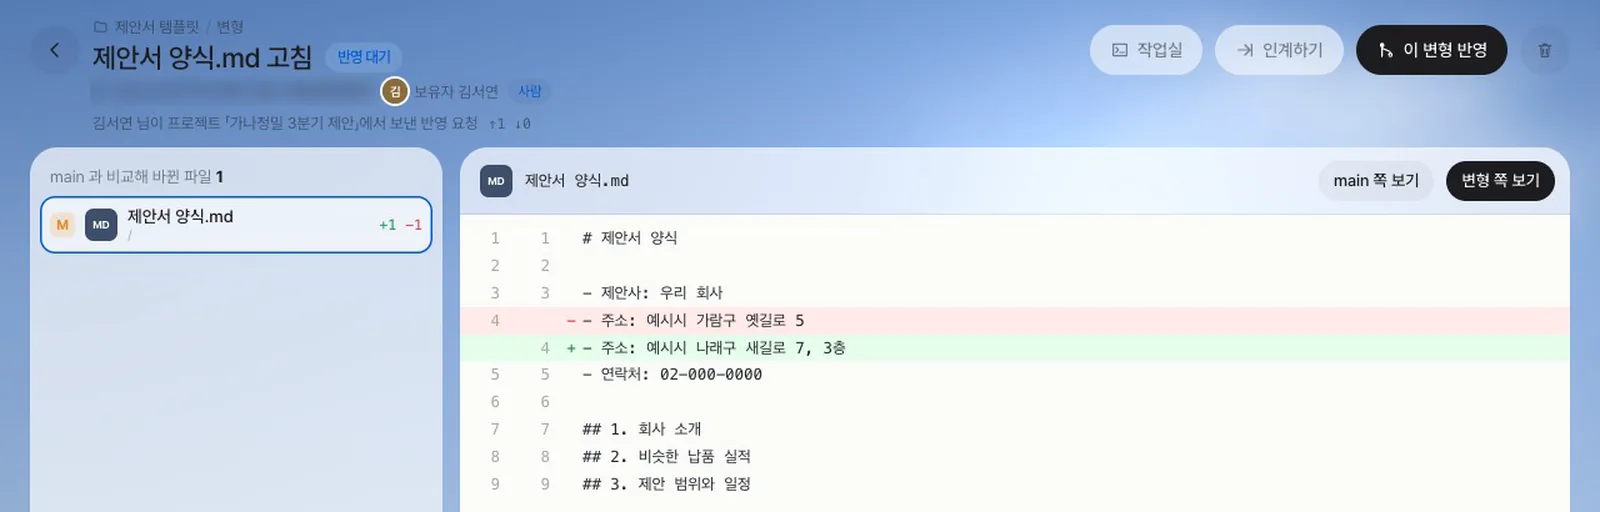 제안서 템플릿 / 변형
제안서 양식.md 고침 반영 대기
김 보유자 김서연 사람
김서연 님이 프로젝트 「가나정밀 3분기 제안」에서 보낸 반영 요청 ↑1 ↓0
작업실 인계하기 이 변형 반영
main 과 비교해 바뀐 파일 1
M MD 제안서 양식.md +1 −1
/
MD 제안서 양식.md main 쪽 보기 변형 쪽 보기
1 1 # 제안서 양식
2 2
3 3 - 제안사: 우리 회사
4 − - 주소: 예시시 가람구 옛길로 5
4 + - 주소: 예시시 나래구 새길로 7, 3층
5 5 - 연락처: 02-000-0000
6 6
7 7 ## 1. 회사 소개
8 8 ## 2. 비슷한 납품 실적
9 9 ## 3. 제안 범위와 일정